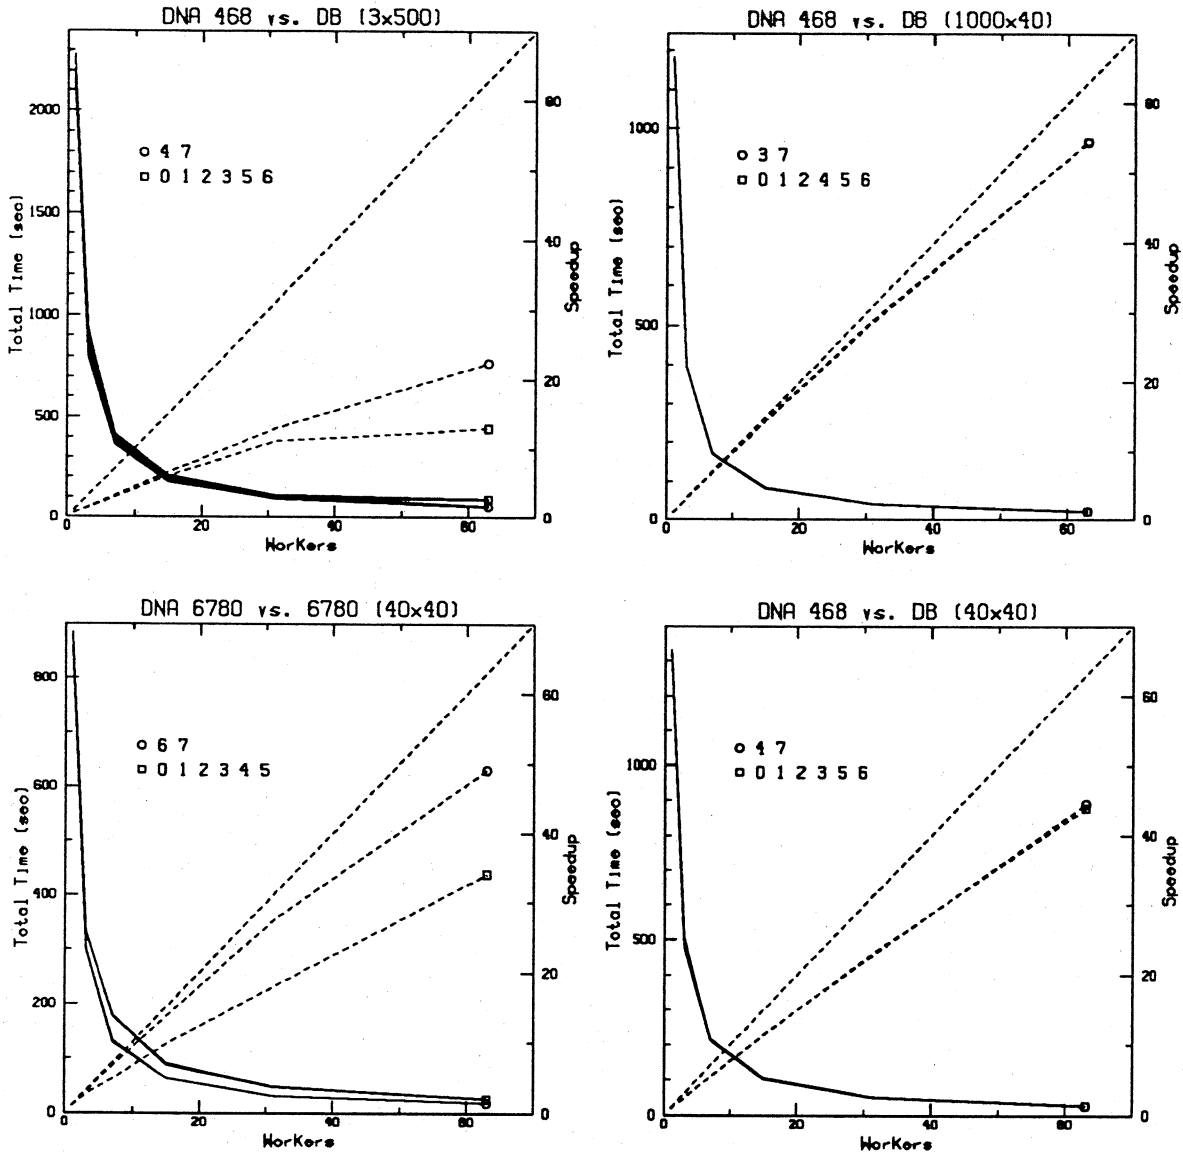 DNA 468 vs. DB (3x500)
2000
1500
1000
500
0
Total Time (sec)
4 7
0 1 2 3 5 6
60
40
20
0
Speedup
0 20 40 60
Workers
DNA 468 vs. DB (1000x40)
1000
500
0
Total Time (sec)
3 7
0 1 2 4 5 6
60
40
20
0
Speedup
0 20 40 60
Workers
DNA 6780 vs. 6780 (40x40)
800
600
400
200
0
Total Time (sec)
6 7
0 1 2 3 4 5
60
40
20
0
Speedup
0 20 40 60
Workers
DNA 468 vs. DB (40x40)
1000
500
0
Total Time (sec)
4 7
0 1 2 3 5 6
60
40
20
0
Speedup
0 20 40 60
Workers